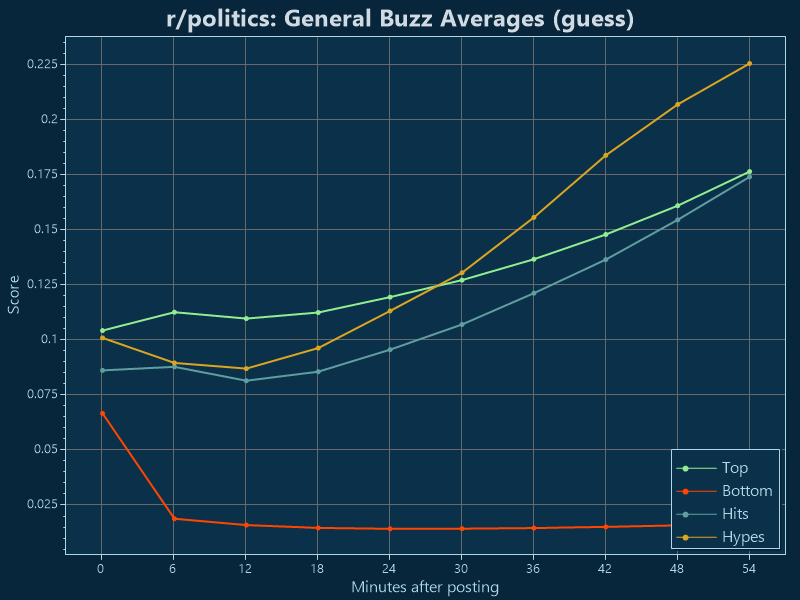 r/politics: General Buzz Averages (guess)
Score
0.225
0.2
0.175
0.15
0.125
0.1
0.075
0.05
0.025
Top
Bottom
Hits
Hypes
0 6 12 18 24 30 36 42 48 54
Minutes after posting